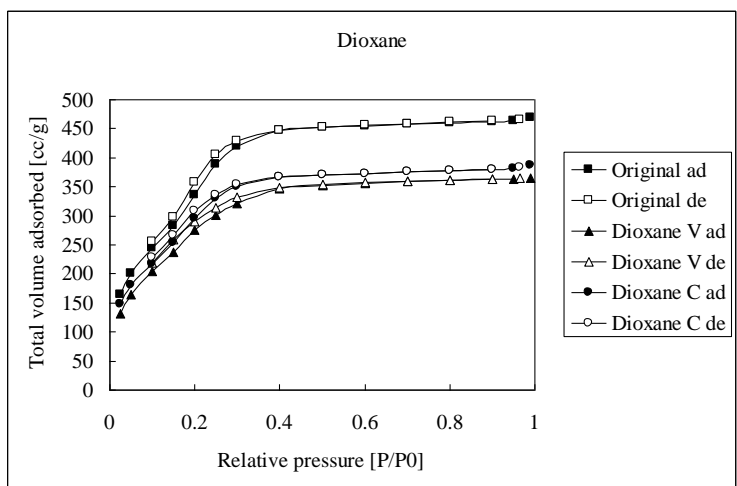 Dioxane
Total volume adsorbed [cc/g]
500
450
400
350
300
250
200
150
100
50
0
0
0.2
0.4
0.6
0.8
1
Relative pressure [P/P0]
Original ad
Original de
Dioxane V ad
Dioxane V de
Dioxane C ad
Dioxane C de